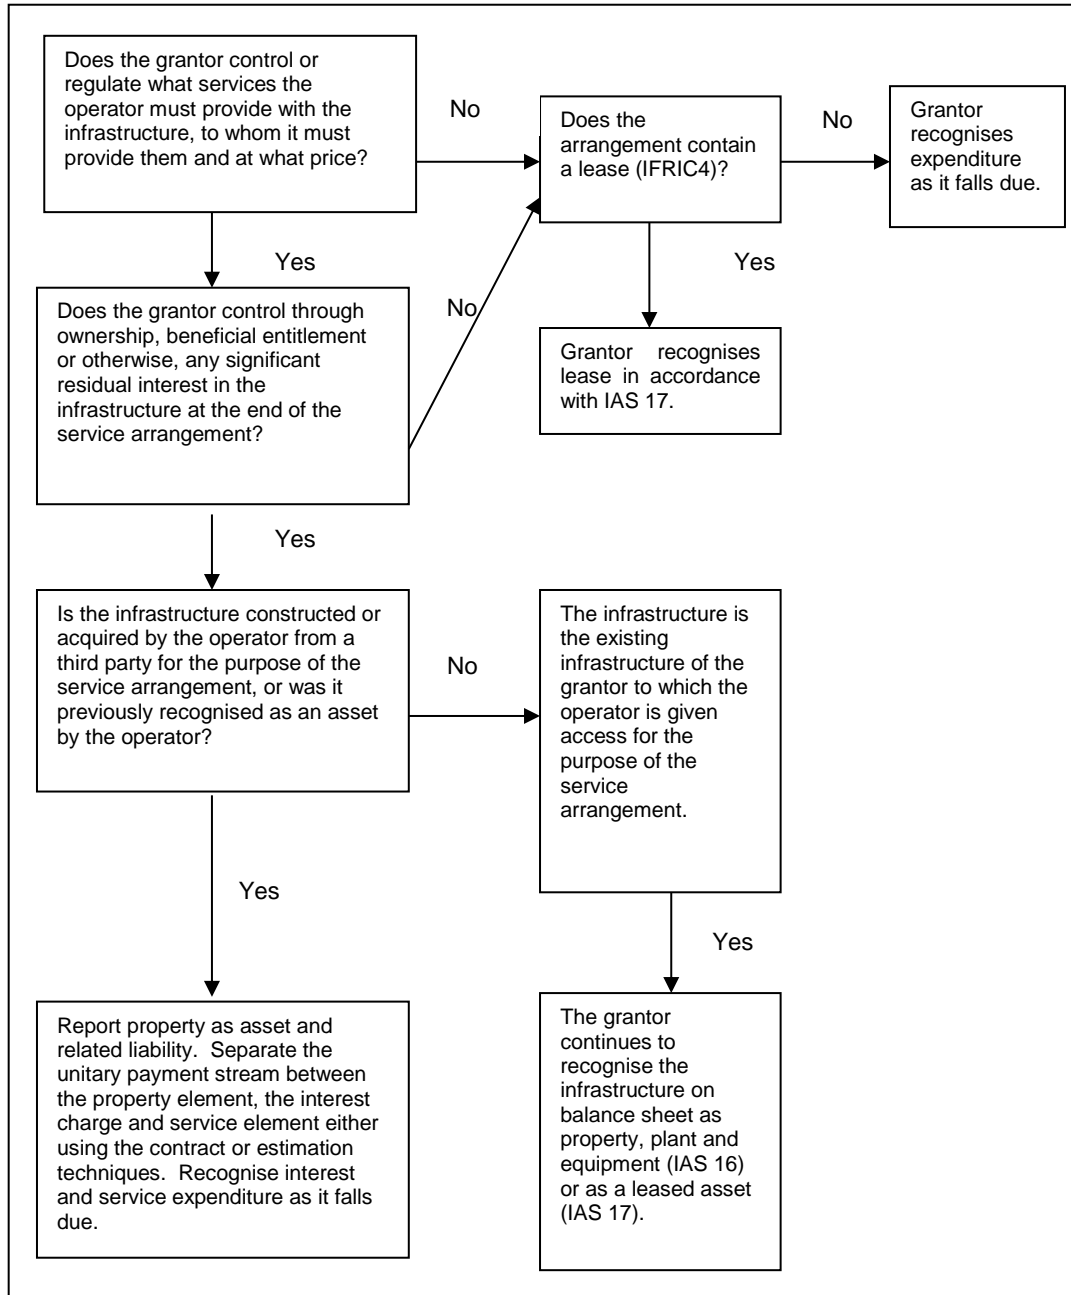 Does the grantor control or
regulate what services the
operator must provide with the
infrastructure, to whom it must
provide them and at what price?
No
Does the
arrangement contain
a lease (IFRIC4)?
No
Grantor
recognises
expenditure
as it falls due.
Yes
Yes
Does the grantor control through
ownership, beneficial entitlement
or otherwise, any significant
residual interest in the
infrastructure at the end of the
service arrangement?
No
Grantor recognises
lease in accordance
with IAS 17.
Yes
Is the infrastructure constructed or
acquired by the operator from a
third party for the purpose of the
service arrangement, or was it
previously recognised as an asset
by the operator?
No
The infrastructure is
the existing
infrastructure of the
grantor to which the
operator is given
access for the
purpose of the
service
arrangement.
Yes
Yes
Report property as asset and
related liability.  Separate the
unitary payment stream between
the property element, the interest
charge and service element either
using the contract or estimation
techniques.  Recognise interest
and service expenditure as it falls
due.
The grantor
continues to
recognise the
infrastructure on
balance sheet as
property, plant and
equipment (IAS 16)
or as a leased asset
(IAS 17).